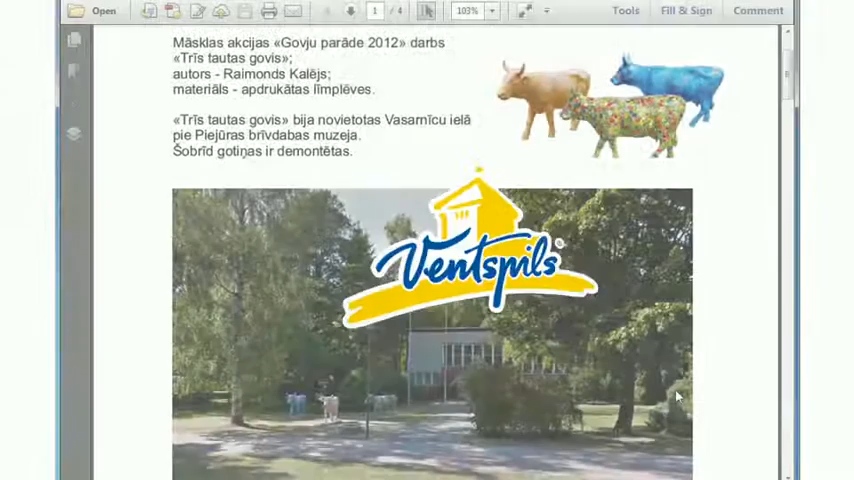 Open
1
/ 4
103%
Tools
Fill & Sign
Comment
Māsklas akcijas «Govju parāde 2012» darbs
«Trīs tautas govis»;
autors - Raimonds Kalējs;
materiāls - apdrukātas līmplēves.
«Trīs tautas govis» bija novietotas Vasarnīcu ielā
pie Piejūras brīvdabas muzeja.
Šobrīd gotiņas ir demontētas.
Ventspils®